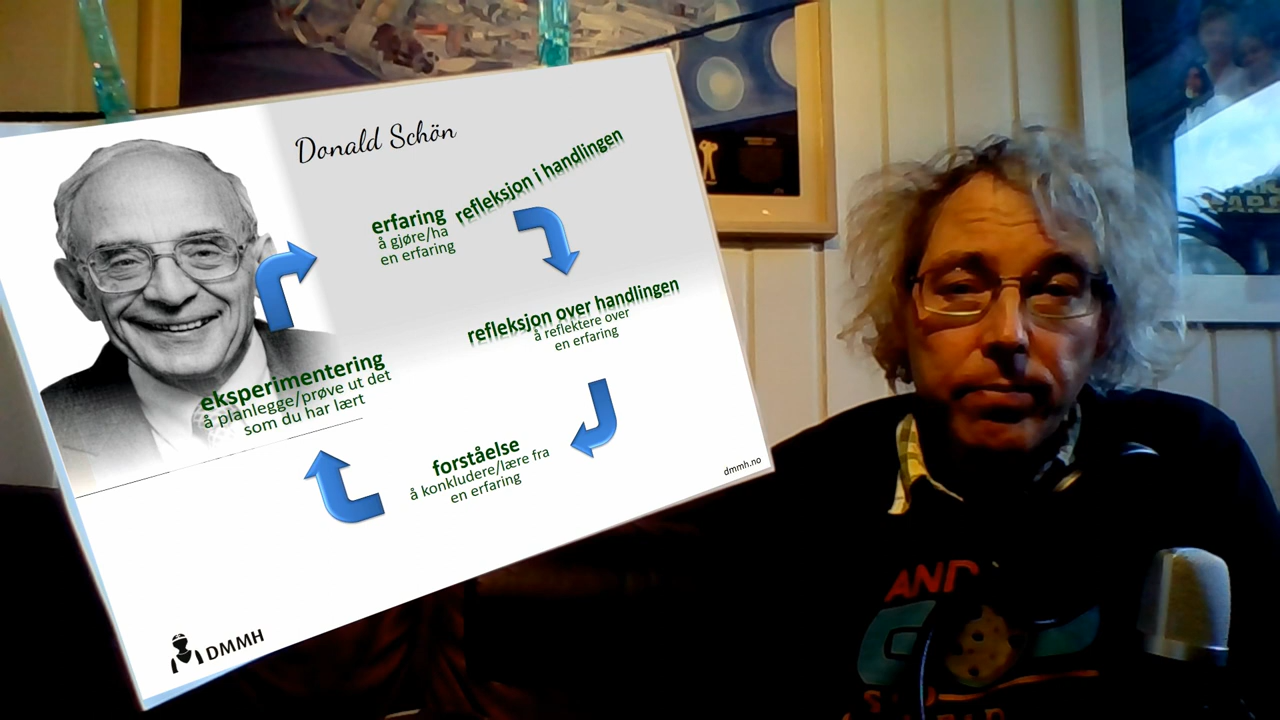 Donald Schön
refleksjon i handlingen
erfaring
å gjøre/ha
en erfaring
refleksjon over handlingen
å reflektere over
en erfaring
eksperimentering
å planlegge/prøve ut det
som du har lært
forståelse
å konkludere/lære fra
en erfaring
dmmh.no
DMMH
AND